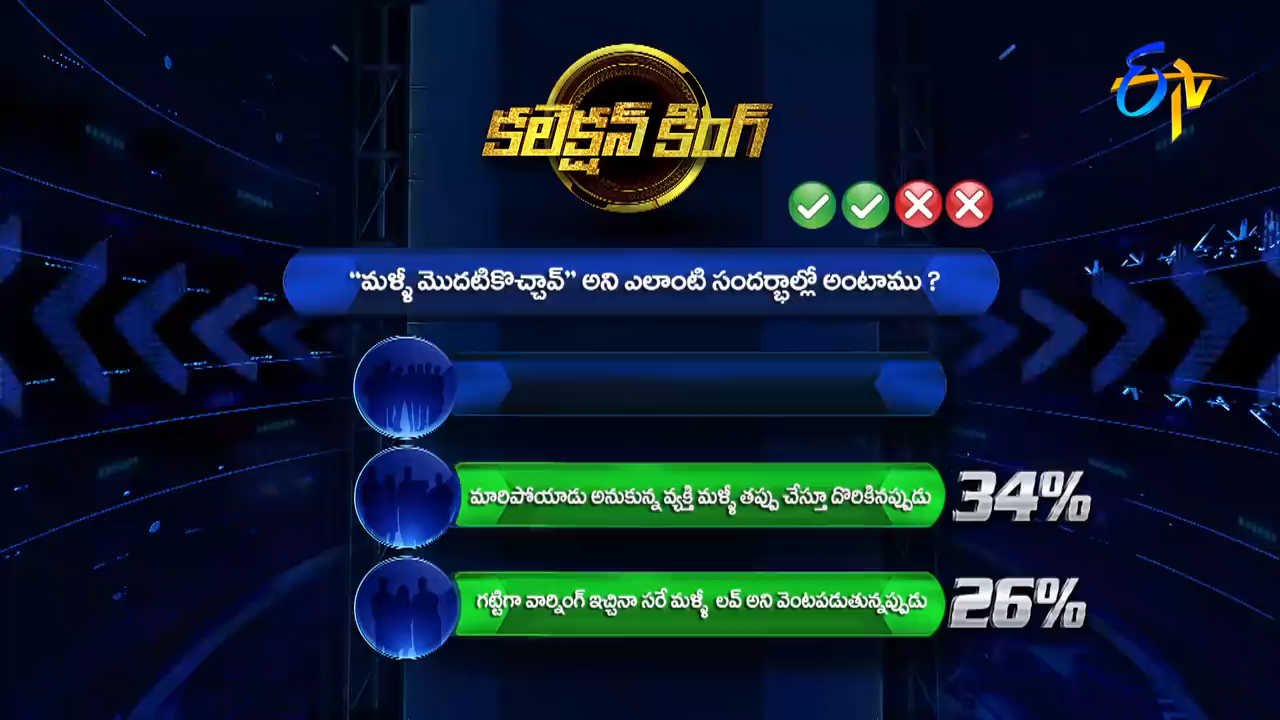 ఈTV
కలెక్షన్ కింగ్
“మళ్ళీ మొదటికొచ్చావ్” అని ఎలాంటి సందర్భాల్లో అంటాము ?
మారిపోయాడు అనుకున్న వ్యక్తి మళ్ళీ తప్పు చేస్తూ దొరికినప్పుడు
34%
గట్టిగా వార్నింగ్ ఇచ్చినా సరే మళ్ళీ లవ్ అని వెంటపడుతున్నప్పుడు
26%